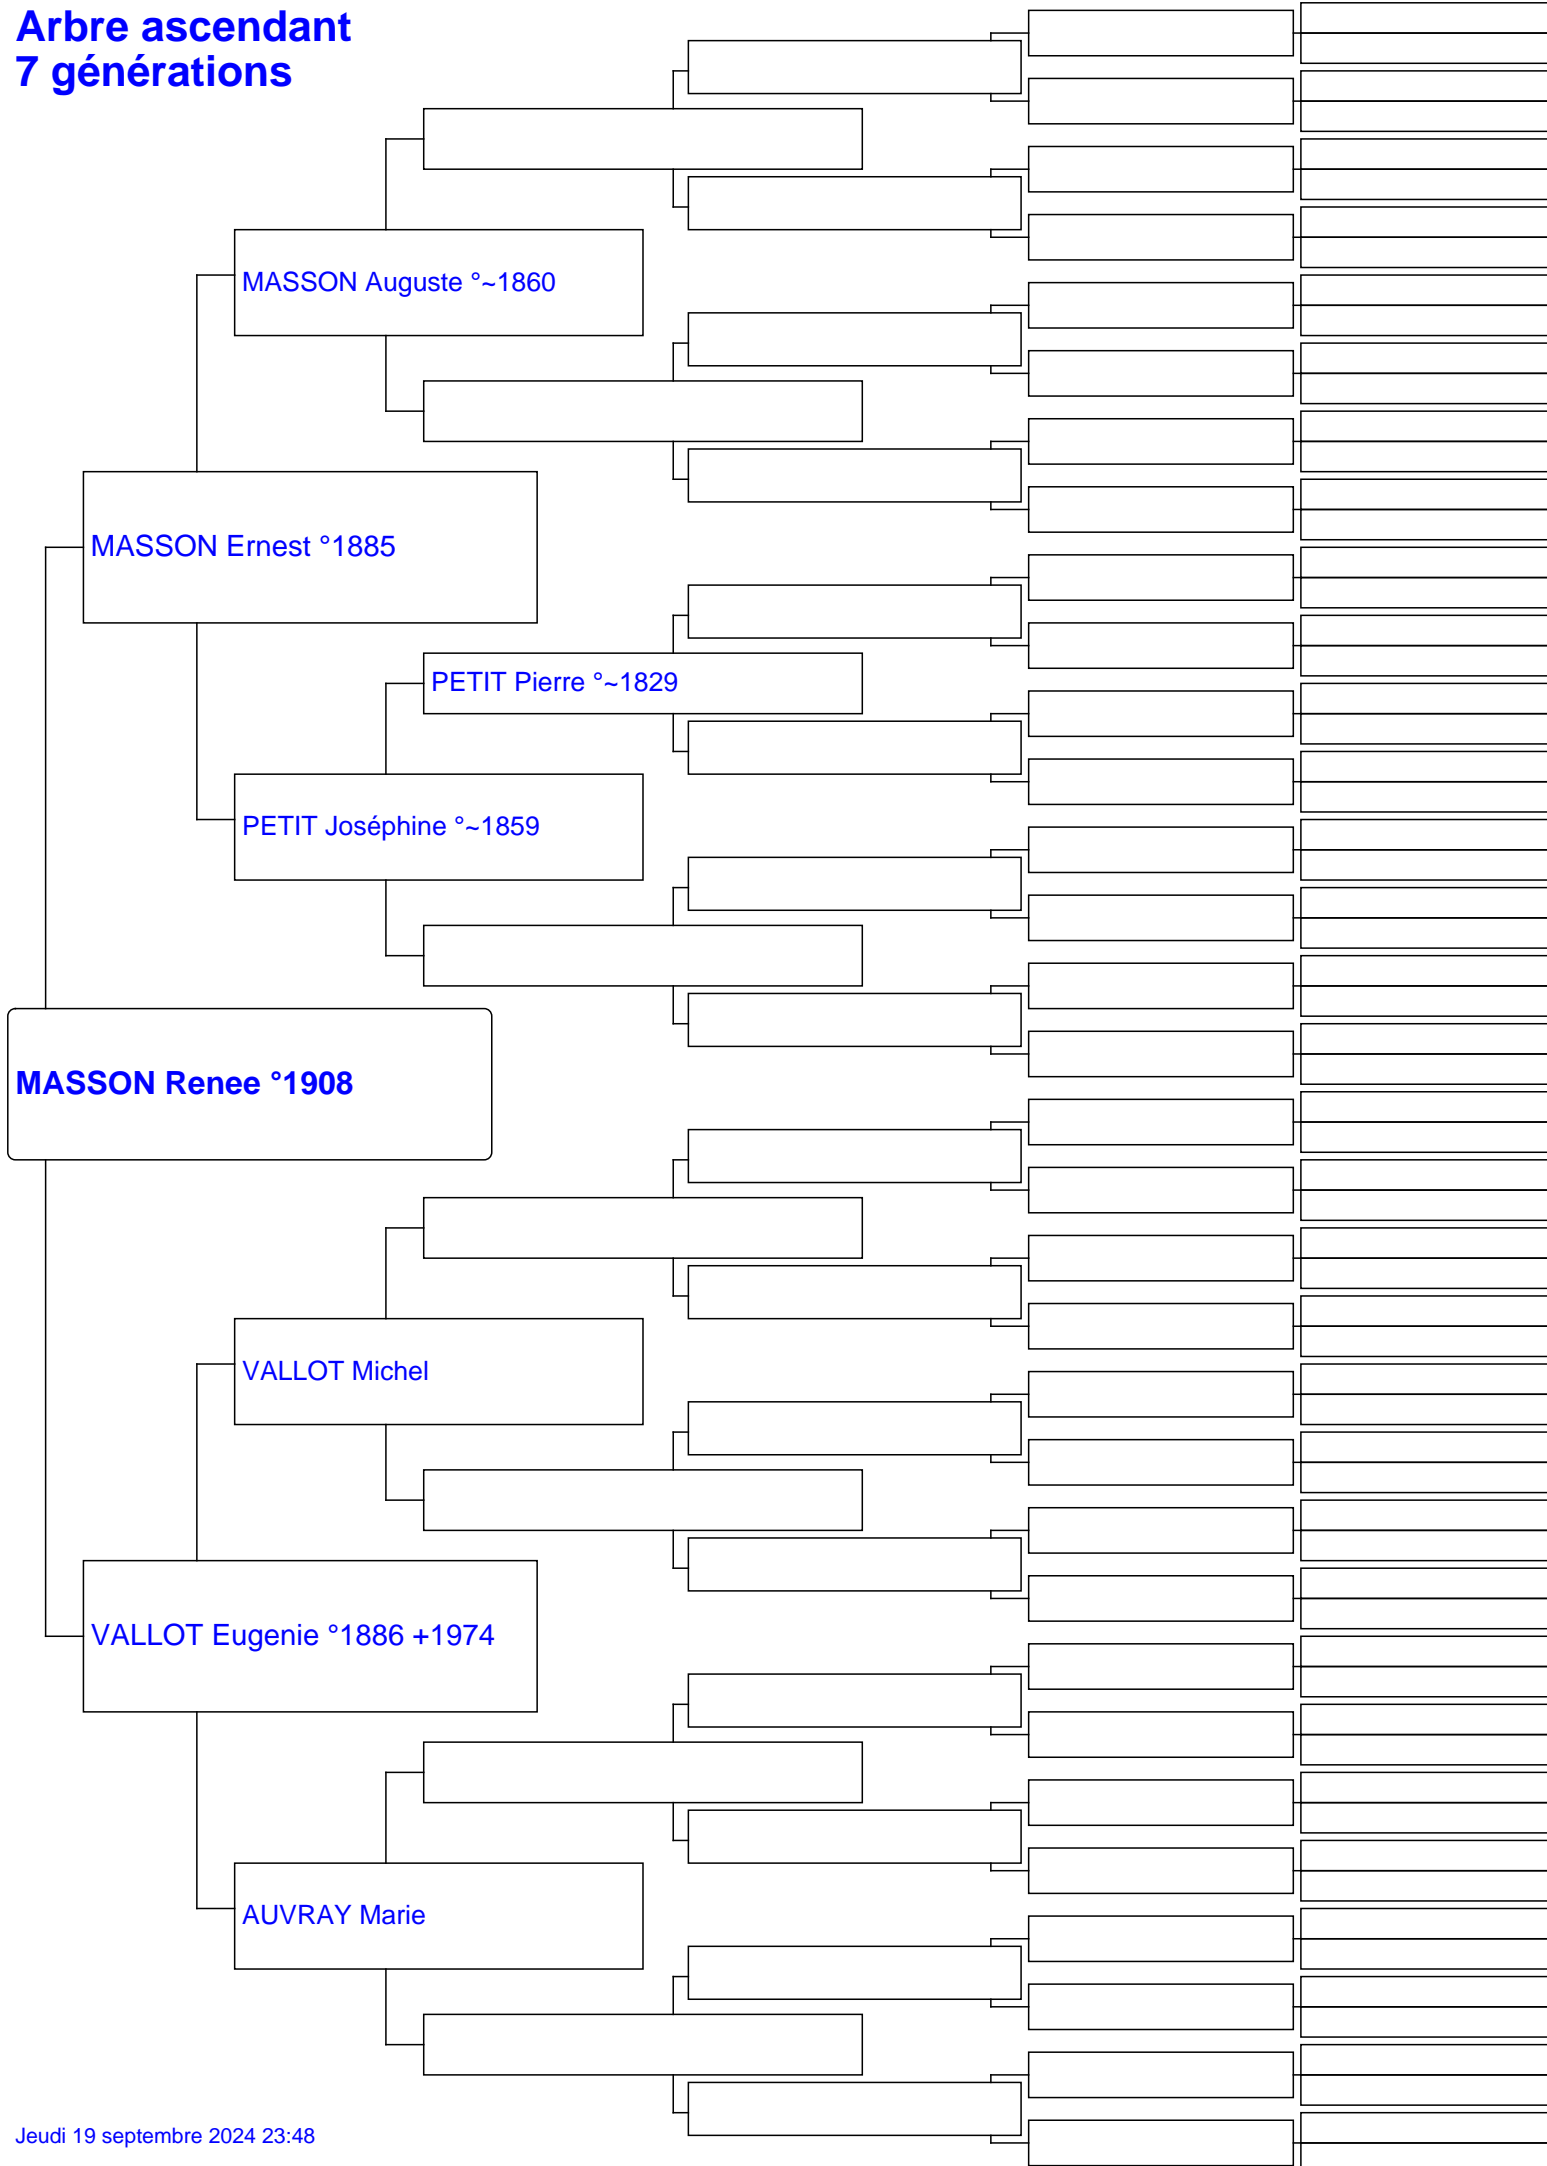 Arbre ascendant
7 générations
MASSON Auguste °~1860
MASSON Ernest °1885
PETIT Pierre °~1829
PETIT Joséphine °~1859
MASSON Renee °1908
VALLOT Michel
VALLOT Eugenie °1886 +1974
AUVRAY Marie
Jeudi 19 septembre 2024 23:48